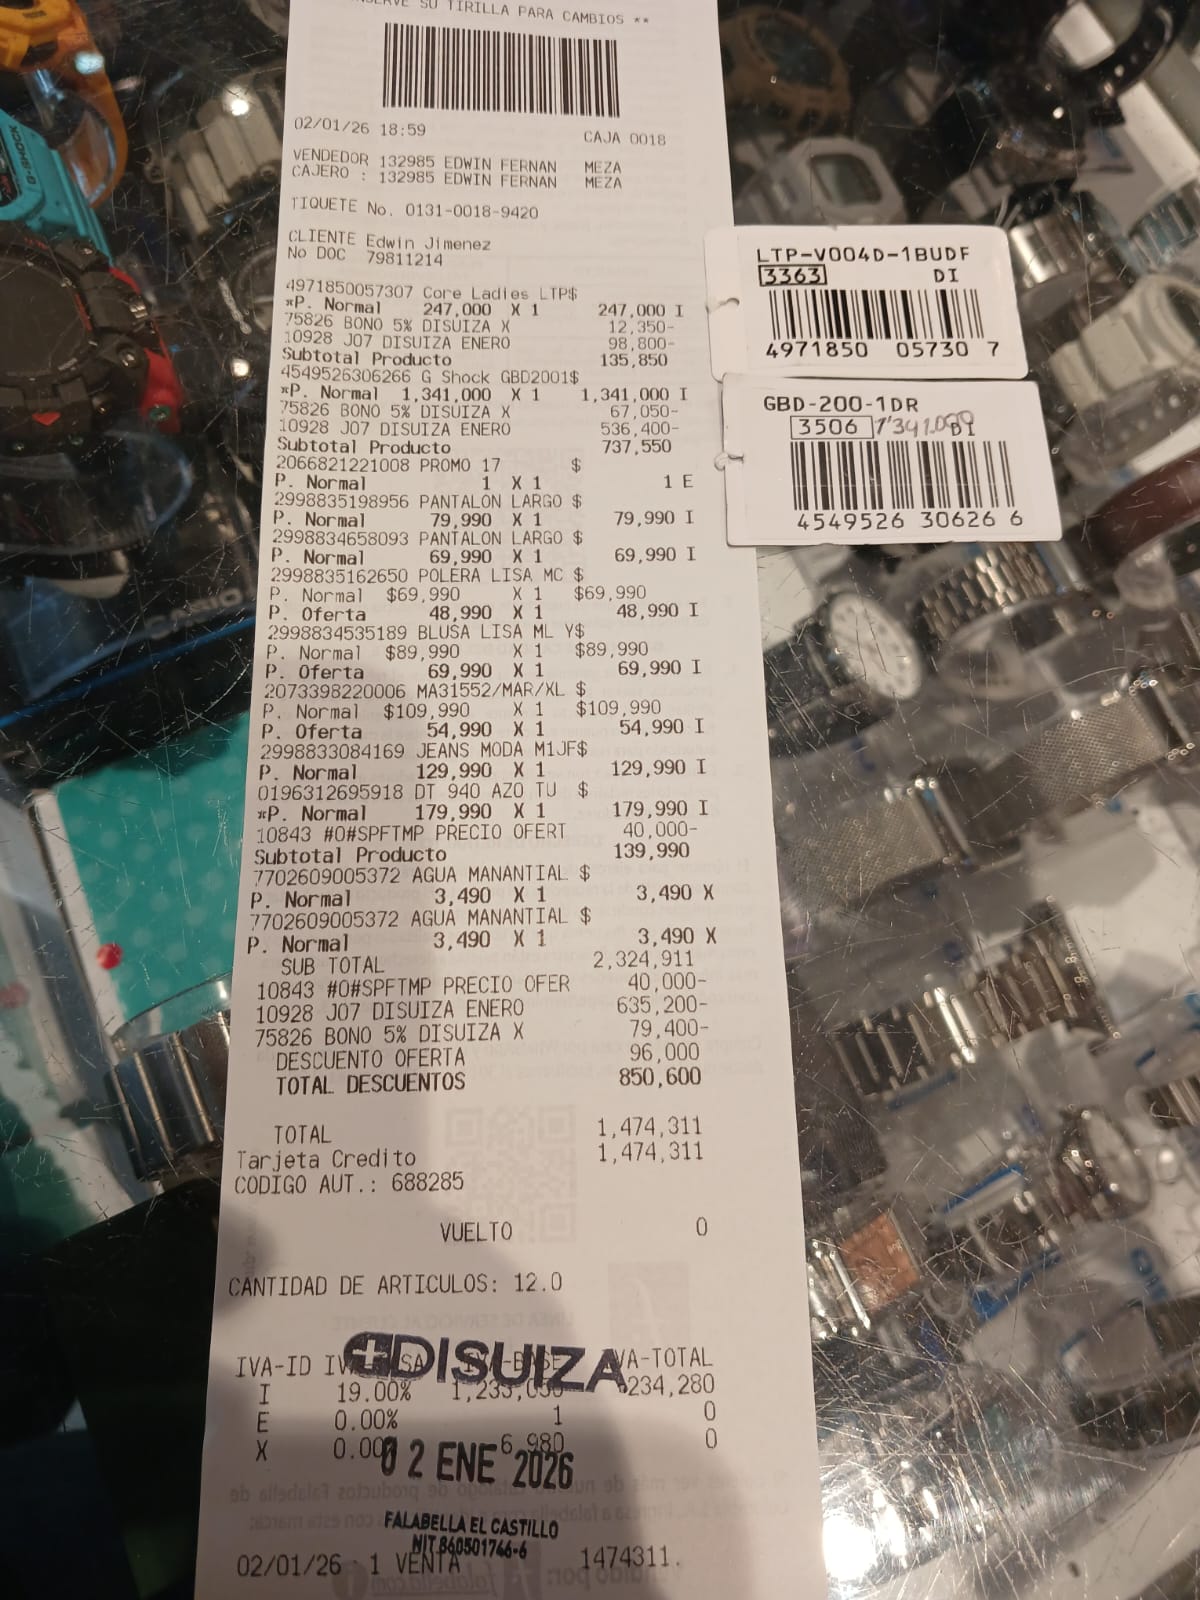 SU TIRILLA PARA CAMBIOS **
02/01/26 18:59 CAJA 0018
VENDEDOR 132985 EDWIN FERNAN MEZA
CAJERO : 132985 EDWIN FERNAN MEZA
TIQUETE No. 0131-0018-9420
CLIENTE Edwin Jimenez
No DOC 79811214
4971850057307 Core Ladies LTP$
*P. Normal 247,000 X 1 247,000 I
75826 BONO 5% DISUIZA X 12,350-
10928 J07 DISUIZA ENERO 98,800-
Subtotal Producto 135,850
4549526306266 G Shock GBD2001$
*P. Normal 1,341,000 X 1 1,341,000 I
75826 BONO 5% DISUIZA X 67,050-
10928 J07 DISUIZA ENERO 536,400-
Subtotal Producto 737,550
2066821221008 PROMO 17 $
P. Normal 1 X 1 1 E
2998835198956 PANTALON LARGO $
P. Normal 79,990 X 1 79,990 I
2998834658093 PANTALON LARGO $
P. Normal 69,990 X 1 69,990 I
2998835162650 POLERA LISA MC $
P. Normal $69,990 X 1 $69,990
P. Oferta 48,990 X 1 48,990 I
2998834535189 BLUSA LISA ML Y$
P. Normal $89,990 X 1 $89,990
P. Oferta 69,990 X 1 69,990 I
2073398220006 MA31552/MAR/XL $
P. Normal $109,990 X 1 $109,990
P. Oferta 54,990 X 1 54,990 I
2998833084169 JEANS MODA M1JF$
P. Normal 129,990 X 1 129,990 I
0196312695918 DT 940 AZO TU $
*P. Normal 179,990 X 1 179,990 I
10843 #0#SPFTMP PRECIO OFERT 40,000-
Subtotal Producto 139,990
7702609005372 AGUA MANANTIAL $
P. Normal 3,490 X 1 3,490 X
7702609005372 AGUA MANANTIAL $
P. Normal 3,490 X 1 3,490 X
SUB TOTAL 2,324,911
10843 #0#SPFTMP PRECIO OFER 40,000-
10928 J07 DISUIZA ENERO 635,200-
75826 BONO 5% DISUIZA X 79,400-
DESCUENTO OFERTA 96,000
TOTAL DESCUENTOS 850,600
TOTAL 1,474,311
Tarjeta Credito 1,474,311
CODIGO AUT.: 688285
VUELTO 0
CANTIDAD DE ARTICULOS: 12.0
DISUIZA
IVA-ID VA-TOTAL
I 19.00% 234,280
E 0.00% 1 0
X 6,980 0
02 ENE 2026
FALABELLA EL CASTILLO
NIT.860501766-6
02/01/26 1 VENTA 1474311.
LTP-V004D-1BUDF
3363 DI
4971850 05730 7
GBD-200-1DR
3506 1'341.000 DI
4549526 30626 6
G-SHOCK
CASIO